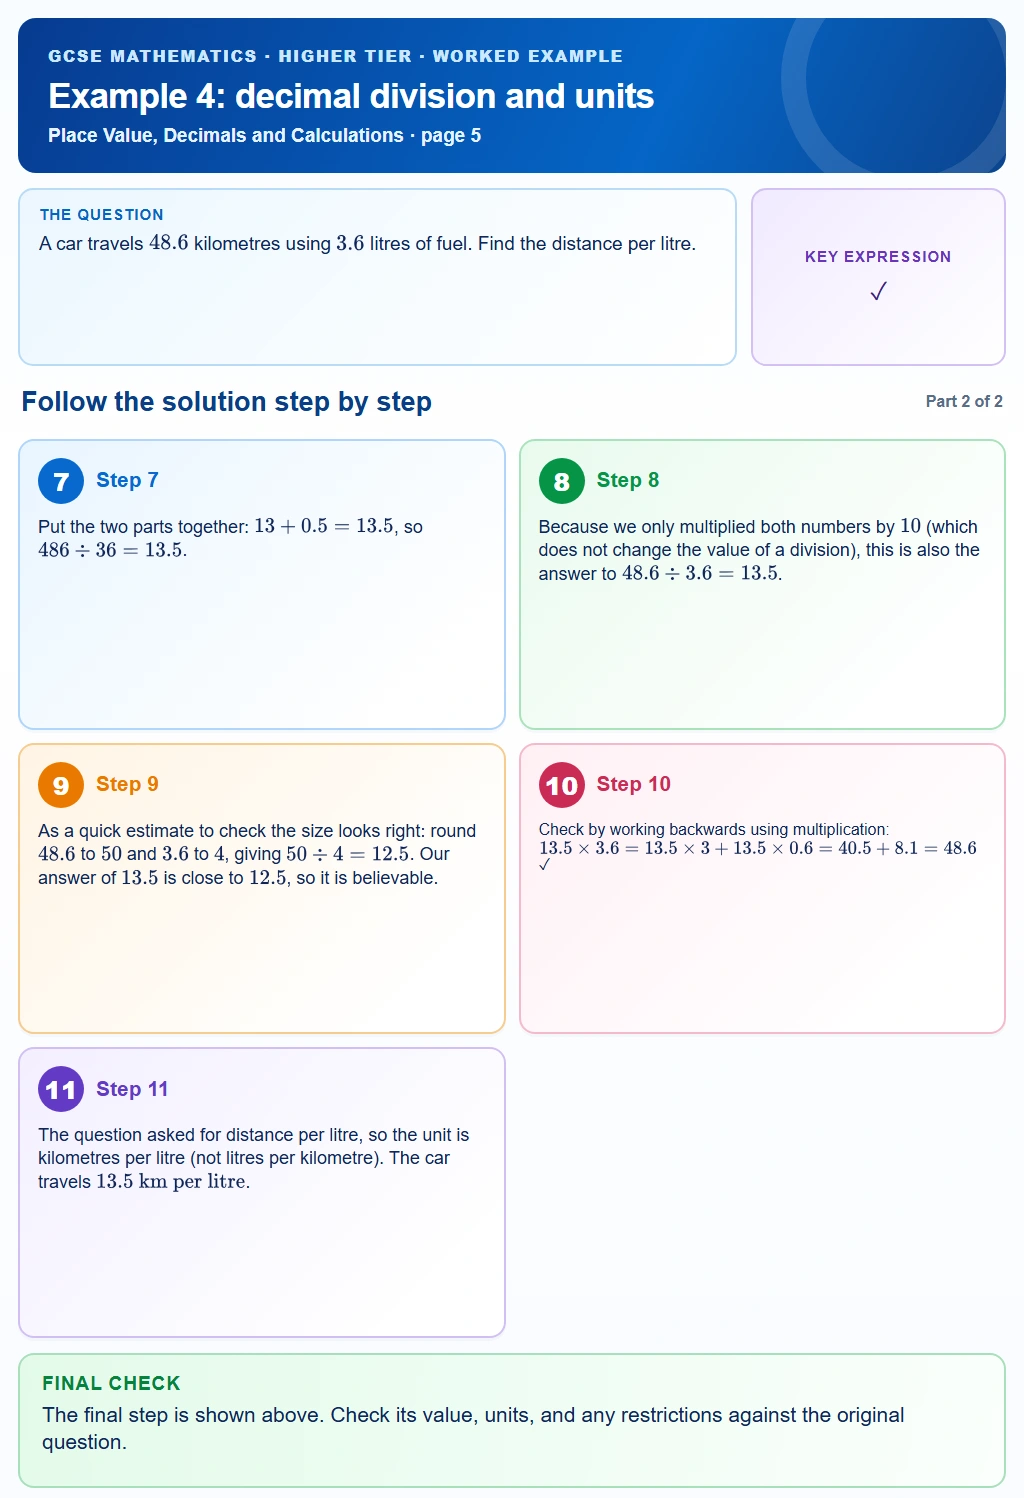 GCSE MATHEMATICS · HIGHER TIER · WORKED EXAMPLE
Example 4: decimal division and units
Place Value, Decimals and Calculations · page 5
THE QUESTION
A car travels 48.6 kilometres using 3.6 litres of fuel. Find the distance per litre.
KEY EXPRESSION
✓
Follow the solution step by step
Part 2 of 2
7 Step 7
Put the two parts together: 13 + 0.5 = 13.5, so
486 ÷ 36 = 13.5.
8 Step 8
Because we only multiplied both numbers by 10 (which
does not change the value of a division), this is also the
answer to 48.6 ÷ 3.6 = 13.5.
9 Step 9
As a quick estimate to check the size looks right: round
48.6 to 50 and 3.6 to 4, giving 50 ÷ 4 = 12.5. Our
answer of 13.5 is close to 12.5, so it is believable.
10 Step 10
Check by working backwards using multiplication:
13.5 × 3.6 = 13.5 × 3 + 13.5 × 0.6 = 40.5 + 8.1 = 48.6
✓
11 Step 11
The question asked for distance per litre, so the unit is
kilometres per litre (not litres per kilometre). The car
travels 13.5 km per litre.
FINAL CHECK
The final step is shown above. Check its value, units, and any restrictions against the original
question.